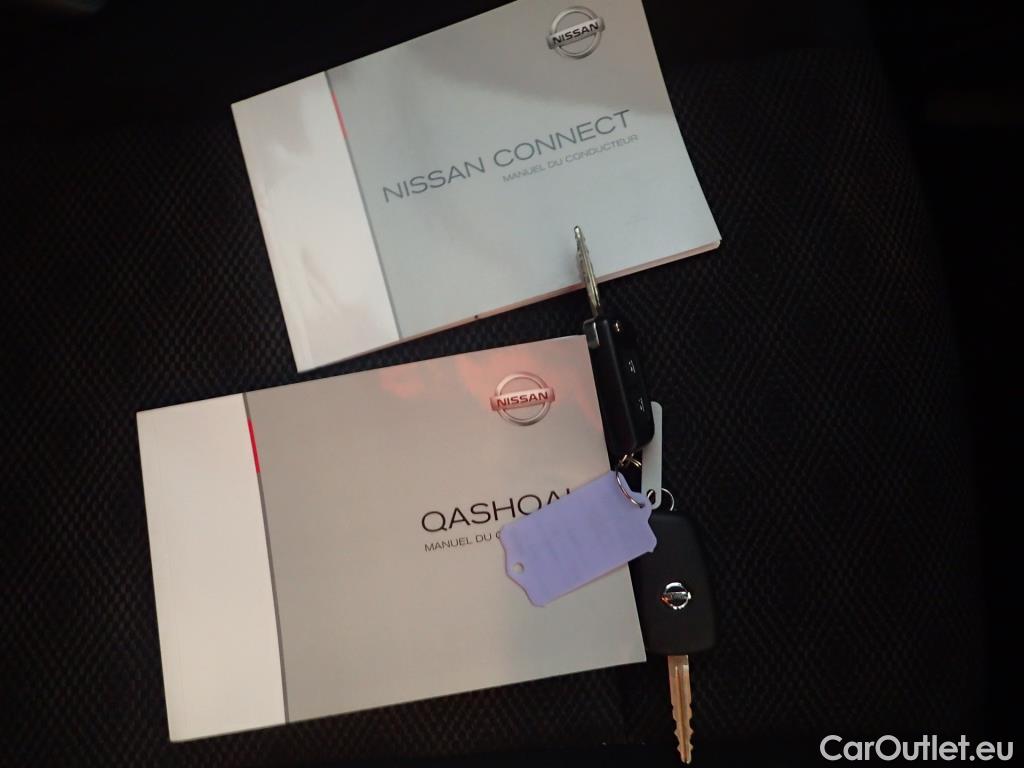 NISSAN
NISSAN CONNECT
MANUEL DU CONDUCTEUR
NISSAN
QASHQAI
MANUEL DU
CarOutlet.eu